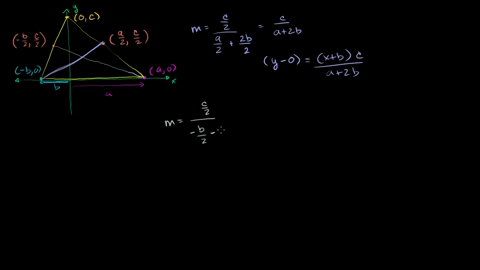 y
(0, C)
(-b/2, C/2)
(a/2, C/2)
(-b, 0)
(a, 0)
x
b
a
m = (c/2)/(a/2 + 2b/2) = c/(a+2b)
(y-0) = (x+b) c/(a+2b)
m = (c/2)/(-b/2 -